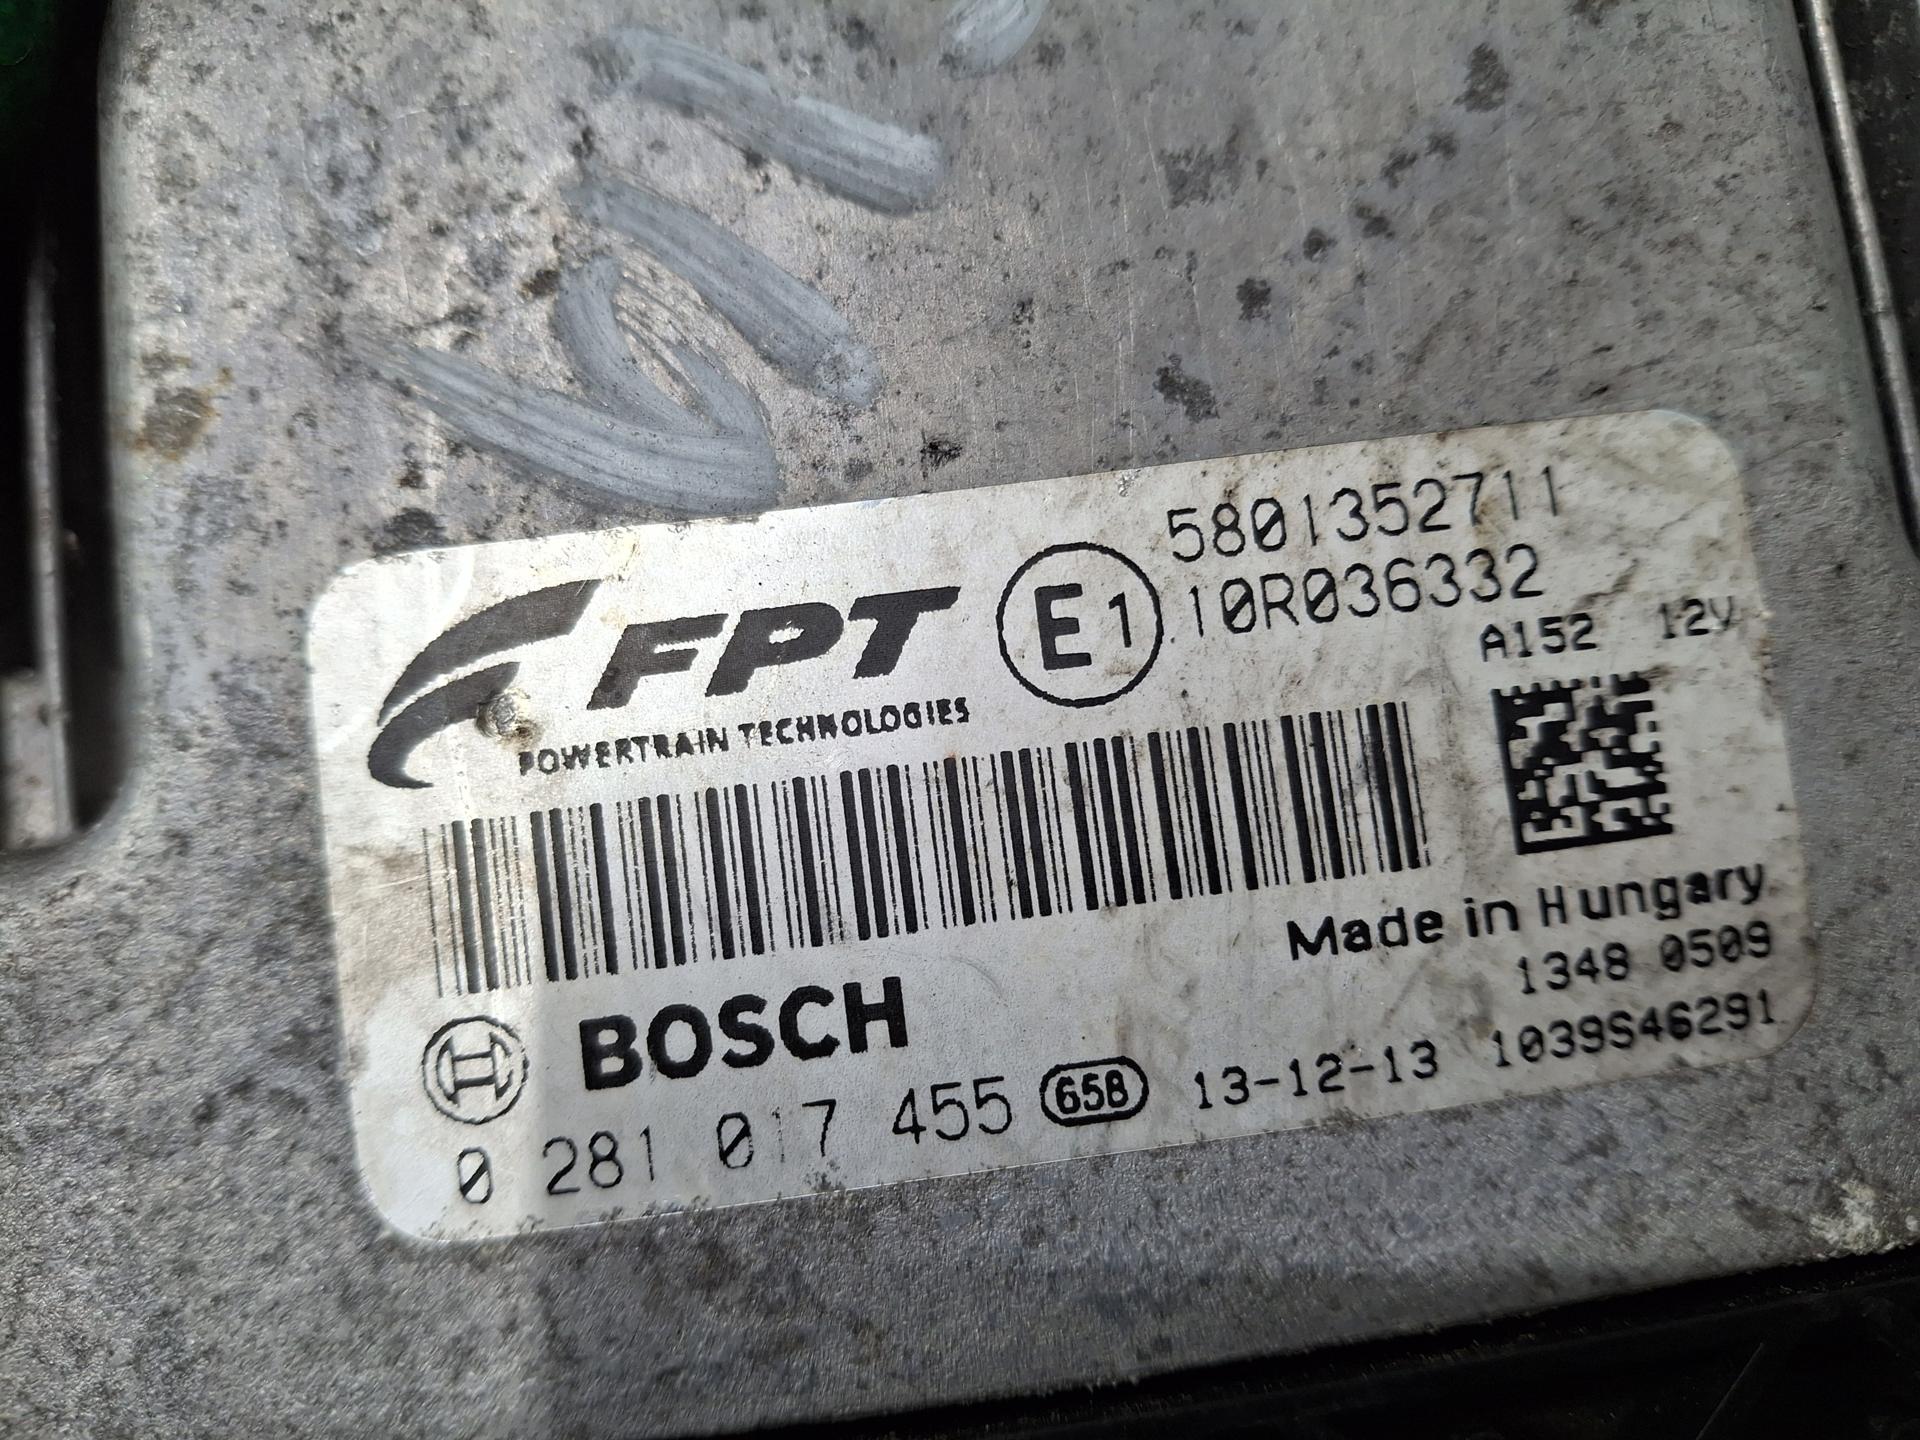 5801352711
FPT E1 10R036332
POWERTRAIN TECHNOLOGIES
A152 12V
Made in Hungary
1348 0509
BOSCH
0 281 017 455 65B 13-12-13 1039S46291